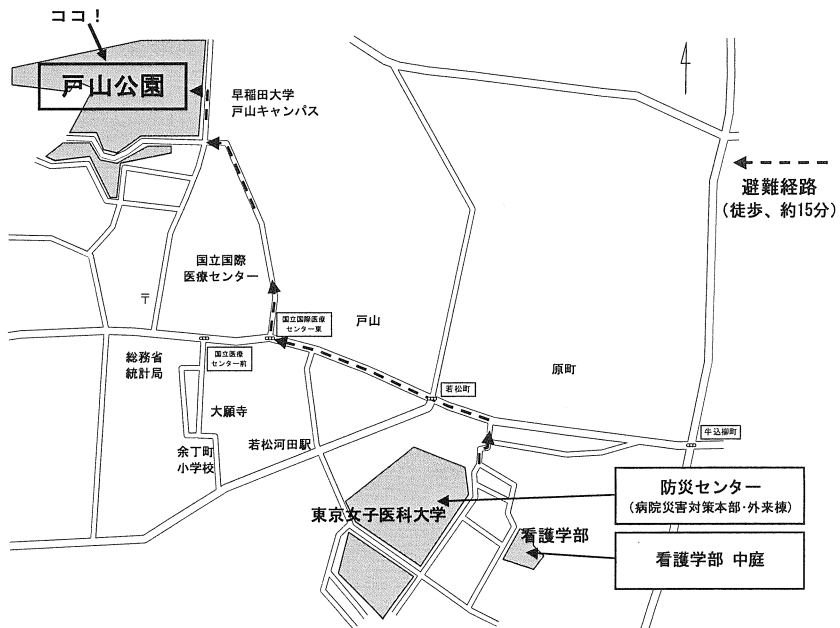 ココ！
戸山公園
早稲田大学
戸山キャンパス
避難経路
（徒歩、約15分）
国立国際
医療センター
〒
国立国際医療
センター東
戸山
総務省
統計局
国立医療
センター前
原町
若松町
大願寺
牛込柳町
若松河田駅
余丁町
小学校
防災センター
（病院災害対策本部・外来棟）
東京女子医科大学
看護学部
看護学部 中庭